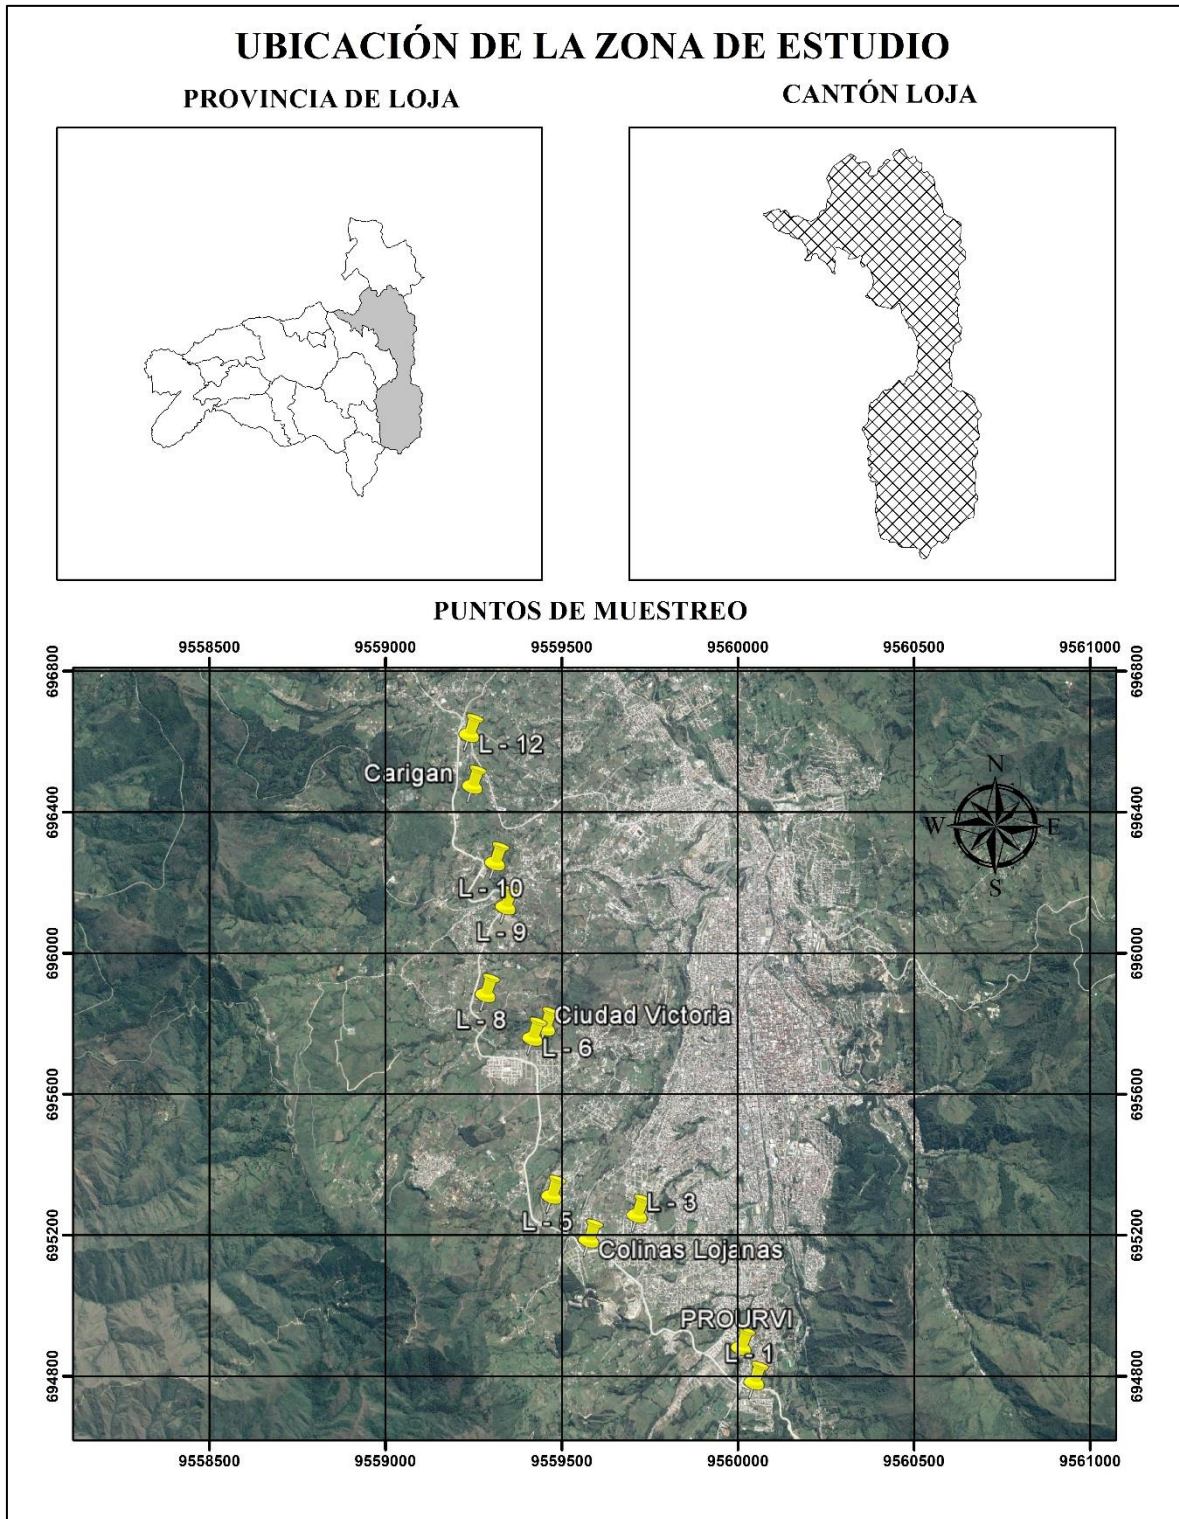 UBICACIÓN DE LA ZONA DE ESTUDIO
PROVINCIA DE LOJA
CANTÓN LOJA
PUNTOS DE MUESTREO
9558500 9559000 9559500 9560000 9560500 9561000
696800 696800
L - 12
Carigan
N
W E
S
696400 696400
L - 10
L - 9
696000 696000
L - 8
Ciudad Victoria
L - 6
695600 695600
L - 3
L - 5
695200 695200
Colinas Lojanas
PROURVI
L - 1
694800 694800
9558500 9559000 9559500 9560000 9560500 9561000